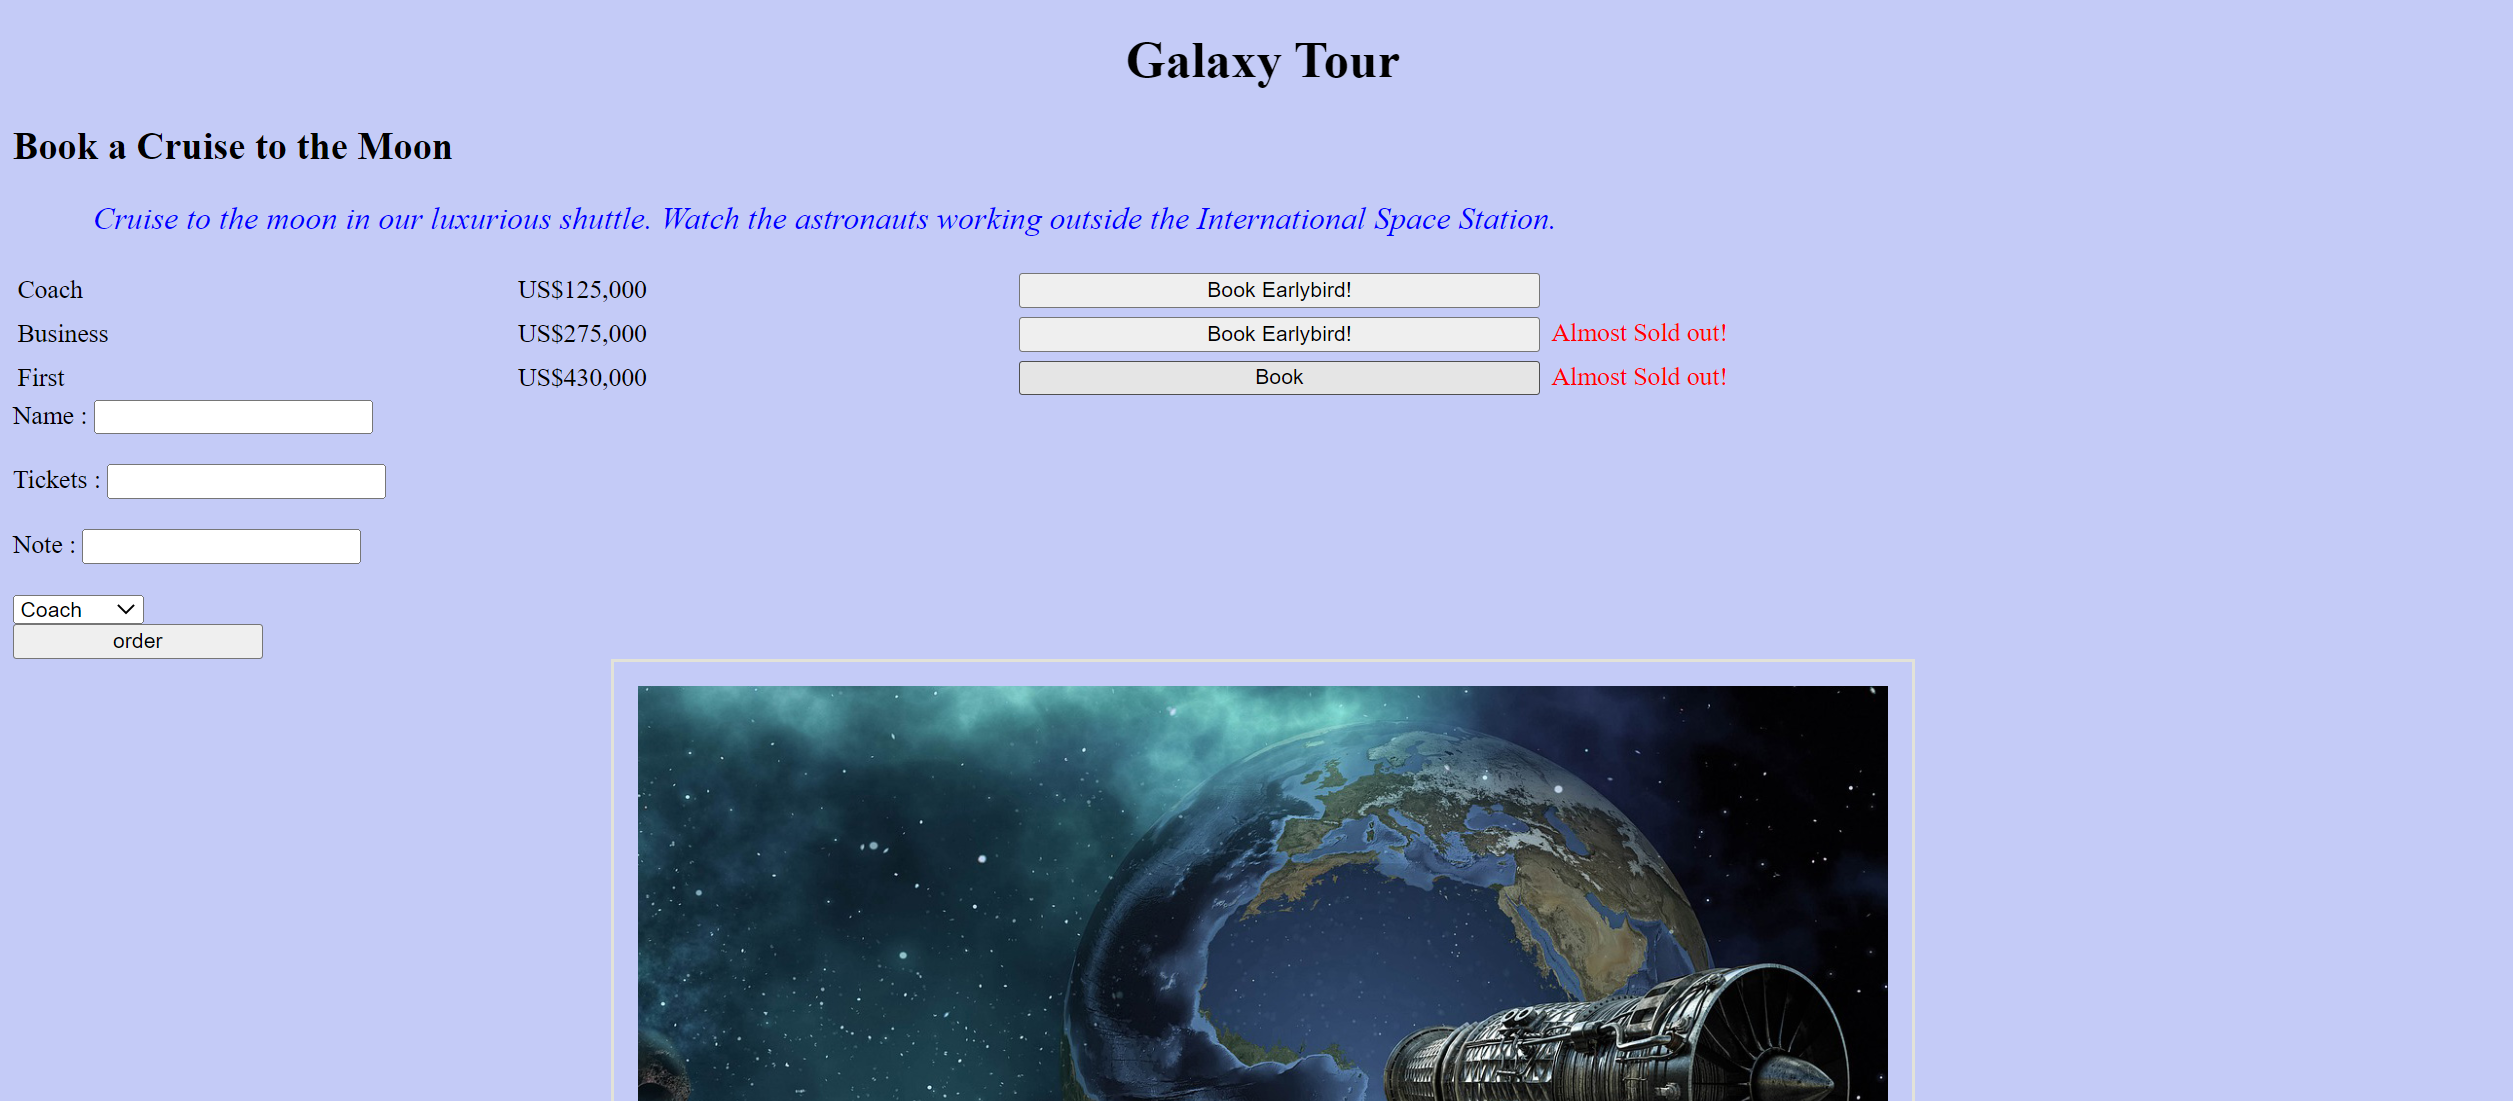 Galaxy Tour
Book a Cruise to the Moon
Cruise to the moon in our luxurious shuttle. Watch the astronauts working outside the International Space Station.
Coach US$125,000 Book Earlybird!
Business US$275,000 Book Earlybird! Almost Sold out!
First US$430,000 Book Almost Sold out!
Name :
Tickets :
Note :
Coach
order